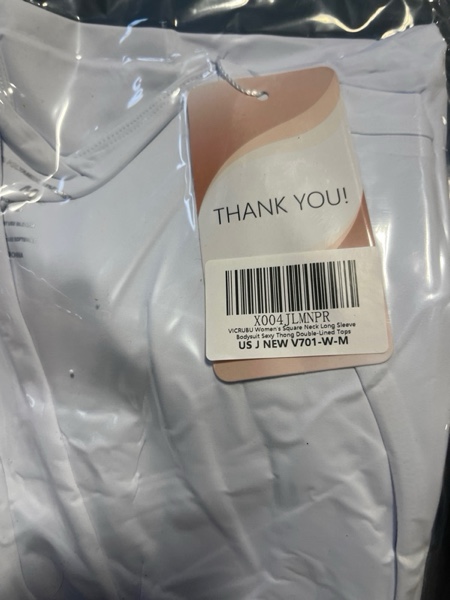 THANK YOU!
X004JLMNPR
VICRUBU Women's Square Neck Long Sleeve
Bodysuit Sexy Thong Double-Lined Tops
US J NEW V701-W-M